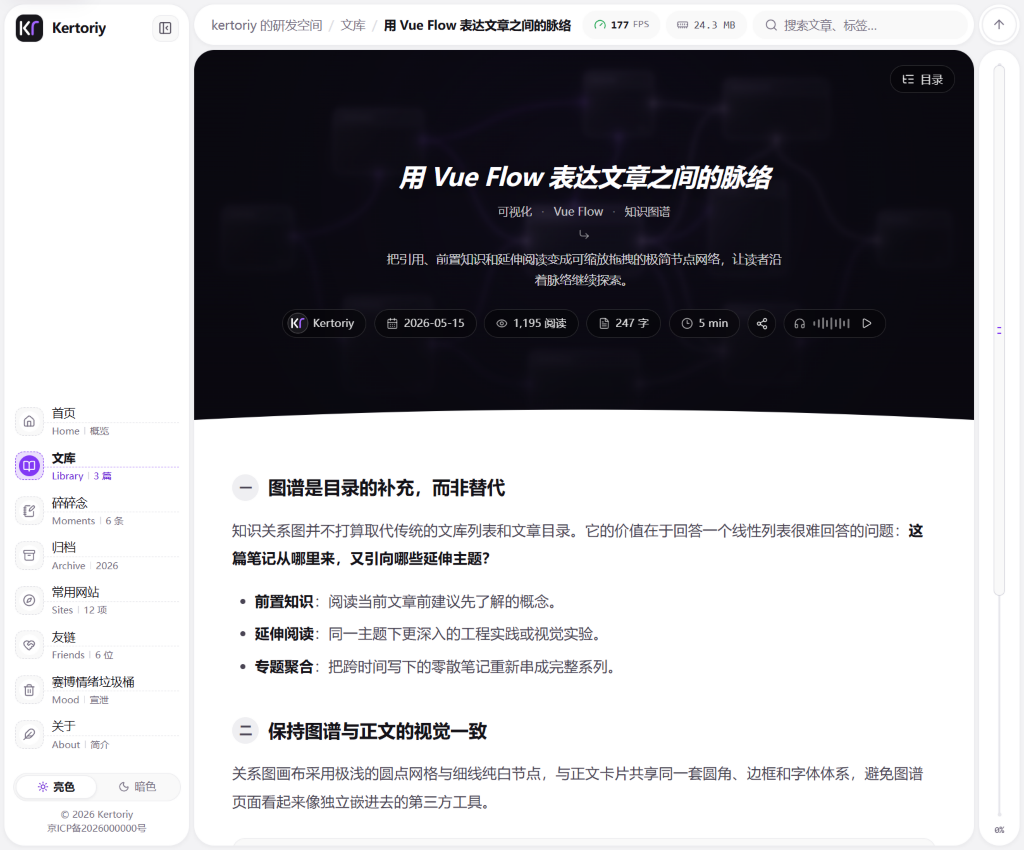 Kertoriy
kertoriy 的研发空间 / 文库 / 用 Vue Flow 表达文章之间的脉络
177 FPS
24.3 MB
搜索文章、标签...
目录
用 Vue Flow 表达文章之间的脉络
可视化 · Vue Flow · 知识图谱
把引用、前置知识和延伸阅读变成可缩放拖拽的极简节点网络，让读者沿
着脉络继续探索。
Kertoriy
2026-05-15
1,195 阅读
247 字
5 min
首页
Home | 概览
文库
Library | 3 篇
碎碎念
Moments | 6 条
归档
Archive | 2026
常用网站
Sites | 12 项
友链
Friends | 6 位
赛博情绪垃圾桶
Mood | 宣泄
关于
About | 简介
亮色
暗色
© 2026 Kertoriy
京ICP备2026000000号
一 图谱是目录的补充，而非替代
知识关系图并不打算取代传统的文库列表和文章目录。它的价值在于回答一个线性列表很难回答的问题：这
篇笔记从哪里来，又引向哪些延伸主题？
• 前置知识：阅读当前文章前建议先了解的概念。
• 延伸阅读：同一主题下更深入的工程实践或视觉实验。
• 专题聚合：把跨时间写下的零散笔记重新串成完整系列。
二 保持图谱与正文的视觉一致
关系图画布采用极浅的圆点网格与细线纯白节点，与正文卡片共享同一套圆角、边框和字体体系，避免图谱
页面看起来像独立嵌进去的第三方工具。
0%